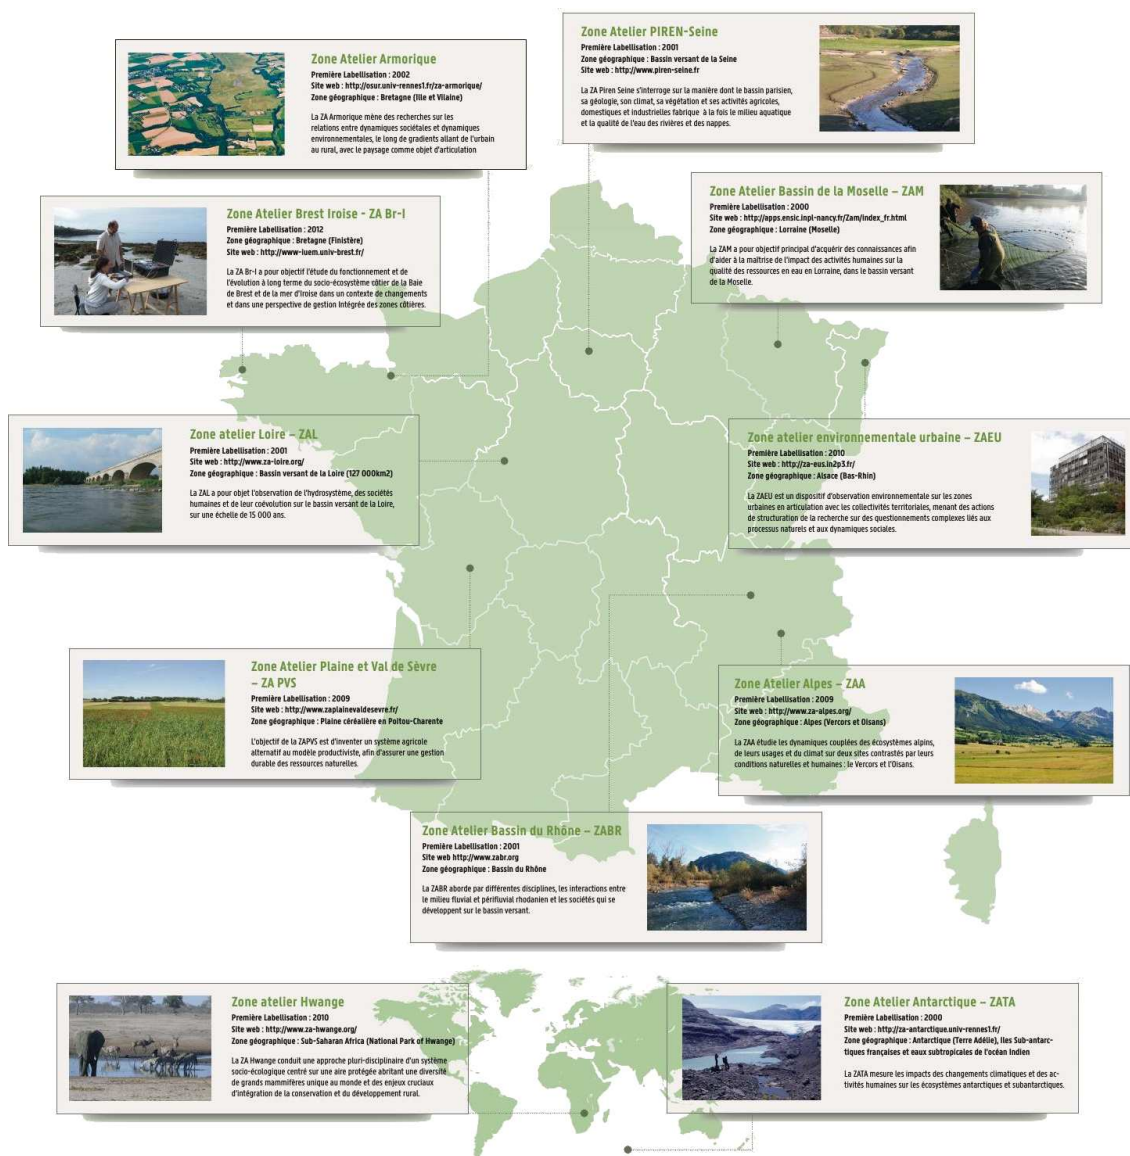 Zone Atelier Armorique
Première Labellisation : 2002
Site web : http://osur.univ-rennes1.fr/za-armorique/
Zone géographique : Bretagne (Ille et Vilaine)
La ZA Armorique mène des recherches sur les
relations entre dynamiques sociétales et dynamiques
environnementales, le long de gradients allant de l'urbain
au rural, avec le paysage comme objet d'articulation
Zone Atelier PIREN-Seine
Première Labellisation : 2001
Zone géographique : Bassin versant de la Seine
Site web : http://www.piren-seine.fr
La ZA Piren Seine s'interroge sur la manière dont le bassin parisien,
sa géologie, son climat, sa végétation et ses activités agricoles,
domestiques et industrielles fabrique à la fois le milieu aquatique
et la qualité de l'eau des rivières et des nappes.
Zone Atelier Brest Iroise - ZA Br-I
Première Labellisation : 2012
Zone géographique : Bretagne (Finistère)
Site web : http://www-iuem.univ-brest.fr/
La ZA Br-I a pour objectif l'étude du fonctionnement et de
l'évolution à long terme du socio-écosystème côtier de la Baie
de Brest et de la mer d'Iroise dans un contexte de changements
et dans une perspective de gestion Intégrée des zones côtières.
Zone Atelier Bassin de la Moselle – ZAM
Première Labellisation : 2000
Site web : http://apps.ensic.inpl-nancy.fr/Zam/index_fr.html
Zone géographique : Lorraine (Moselle)
La ZAM a pour objectif principal d'acquérir des connaissances afin
d'aider à la maîtrise de l'impact des activités humaines sur la
qualité des ressources en eau en Lorraine, dans le bassin versant
de la Moselle.
Zone atelier Loire – ZAL
Première Labellisation : 2001
Site web : http://www.za-loire.org/
Zone géographique : Bassin versant de la Loire (127 000km2)
La ZAL a pour objet l'observation de l'hydrosystème, des sociétés
humaines et de leur coévolution sur le bassin versant de la Loire,
sur une échelle de 15 000 ans.
Zone atelier environnementale urbaine – ZAEU
Première Labellisation : 2010
Site web : http://za-eus.in2p3.fr/
Zone géographique : Alsace (Bas-Rhin)
La ZAEU est un dispositif d'observation environnementale sur les zones
urbaines en articulation avec les collectivités territoriales, menant des actions
de structuration de la recherche sur des questionnements complexes liés aux
processus naturels et aux dynamiques sociales.
Zone Atelier Plaine et Val de Sèvre
– ZA PVS
Première Labellisation : 2009
Site web : http://www.zaplainevaldesevre.fr/
Zone géographique : Plaine céréalière en Poitou-Charente
L'objectif de la ZAPVS est d'inventer un système agricole
alternatif au modèle productiviste, afin d'assurer une gestion
durable des ressources naturelles.
Zone Atelier Alpes – ZAA
Première Labellisation : 2009
Site web : http://www.za-alpes.org/
Zone géographique : Alpes (Vercors et Oisans)
La ZAA étudie les dynamiques couplées des écosystèmes alpins,
de leurs usages et du climat sur deux sites contrastés par leurs
conditions naturelles et humaines : le Vercors et l'Oisans.
Zone Atelier Bassin du Rhône – ZABR
Première Labellisation : 2001
Site web http://www.zabr.org
Zone géographique : Bassin du Rhône
La ZABR aborde par différentes disciplines, les interactions entre
le milieu fluvial et périfluvial rhodanien et les sociétés qui se
développent sur le bassin versant.
Zone atelier Hwange
Première Labellisation : 2010
Site web : http://www.za-hwange.org/
Zone géographique : Sub-Saharan Africa (National Park of Hwange)
La ZA Hwange conduit une approche pluri-disciplinaire d'un système
socio-écologique centré sur une aire protégée abritant une diversité
de grands mammifères unique au monde et des enjeux cruciaux
d'intégration de la conservation et du développement rural.
Zone Atelier Antarctique – ZATA
Première Labellisation : 2000
Site web : http://za-antarctique.univ-rennes1.fr/
Zone géographique : Antarctique (Terre Adélie), Iles Sub-antarc-
tiques françaises et eaux subtropicales de l'océan Indien
La ZATA mesure les impacts des changements climatiques et des ac-
tivités humaines sur les écosystèmes antarctiques et subantarctiques.